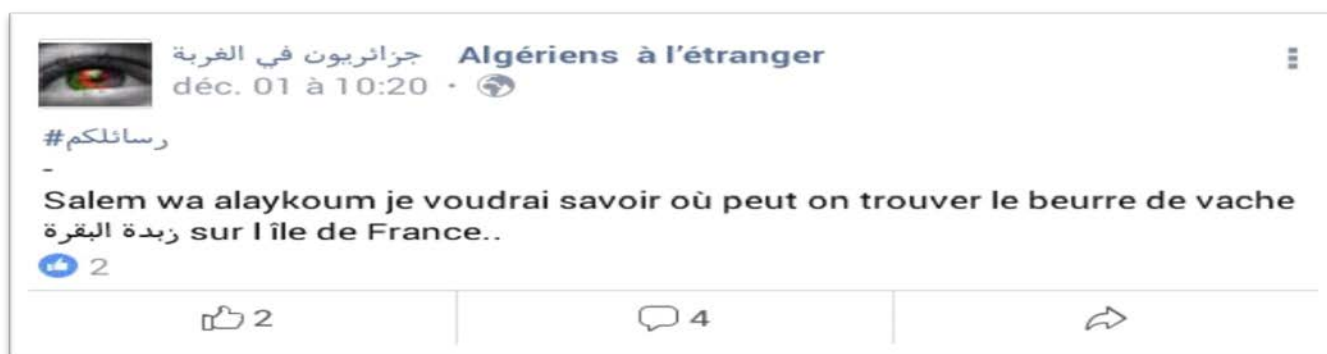 جزائريون في الغربة Algériens à l'étranger
déc. 01 à 10:20 ·
#رسائلكم
-
Salem wa alaykoum je voudrai savoir où peut on trouver le beurre de vache
زبدة البقرة sur l île de France..
2
2 4